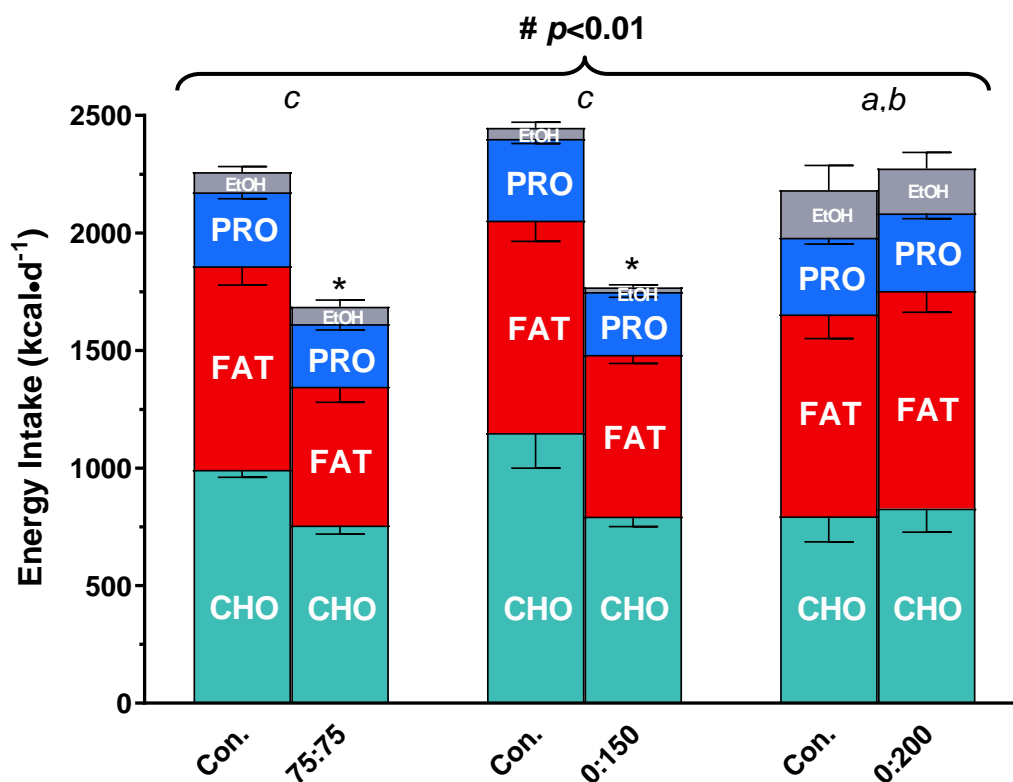 # p<0.01
c c a,b
Energy Intake (kcal•d⁻¹)
2500
2000
1500
1000
500
0
EtOH
PRO
FAT
CHO
*
EtOH
PRO
FAT
CHO
EtOH
PRO
FAT
CHO
*
EtOH
PRO
FAT
CHO
EtOH
PRO
FAT
CHO
EtOH
PRO
FAT
CHO
Con.
75:75
Con.
0:150
Con.
0:200